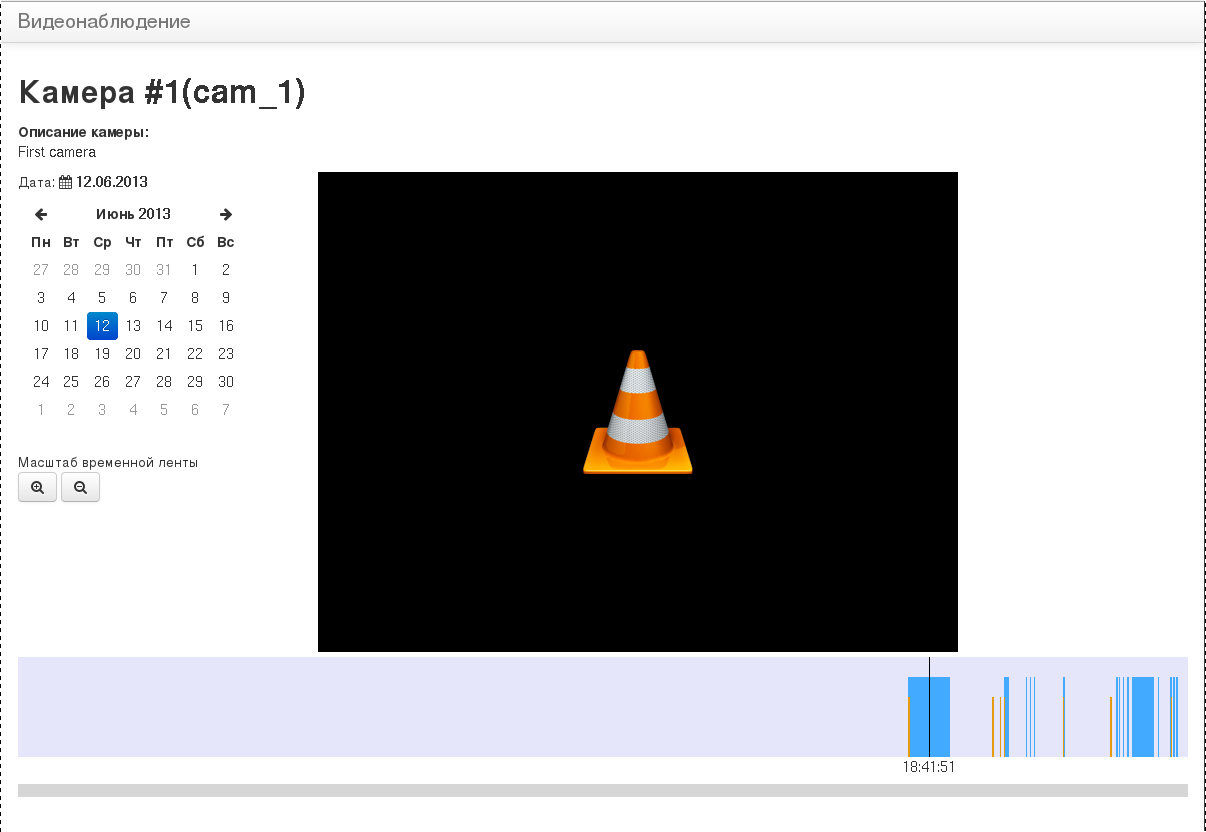 Видеонаблюдение
Камера #1(cam_1)
Описание камеры:
First camera
Дата: 12.06.2013
Июнь 2013
Пн Вт Ср Чт Пт Сб Вс
27 28 29 30 31 1 2
3 4 5 6 7 8 9
10 11 12 13 14 15 16
17 18 19 20 21 22 23
24 25 26 27 28 29 30
1 2 3 4 5 6 7
Масштаб временной ленты
18:41:51